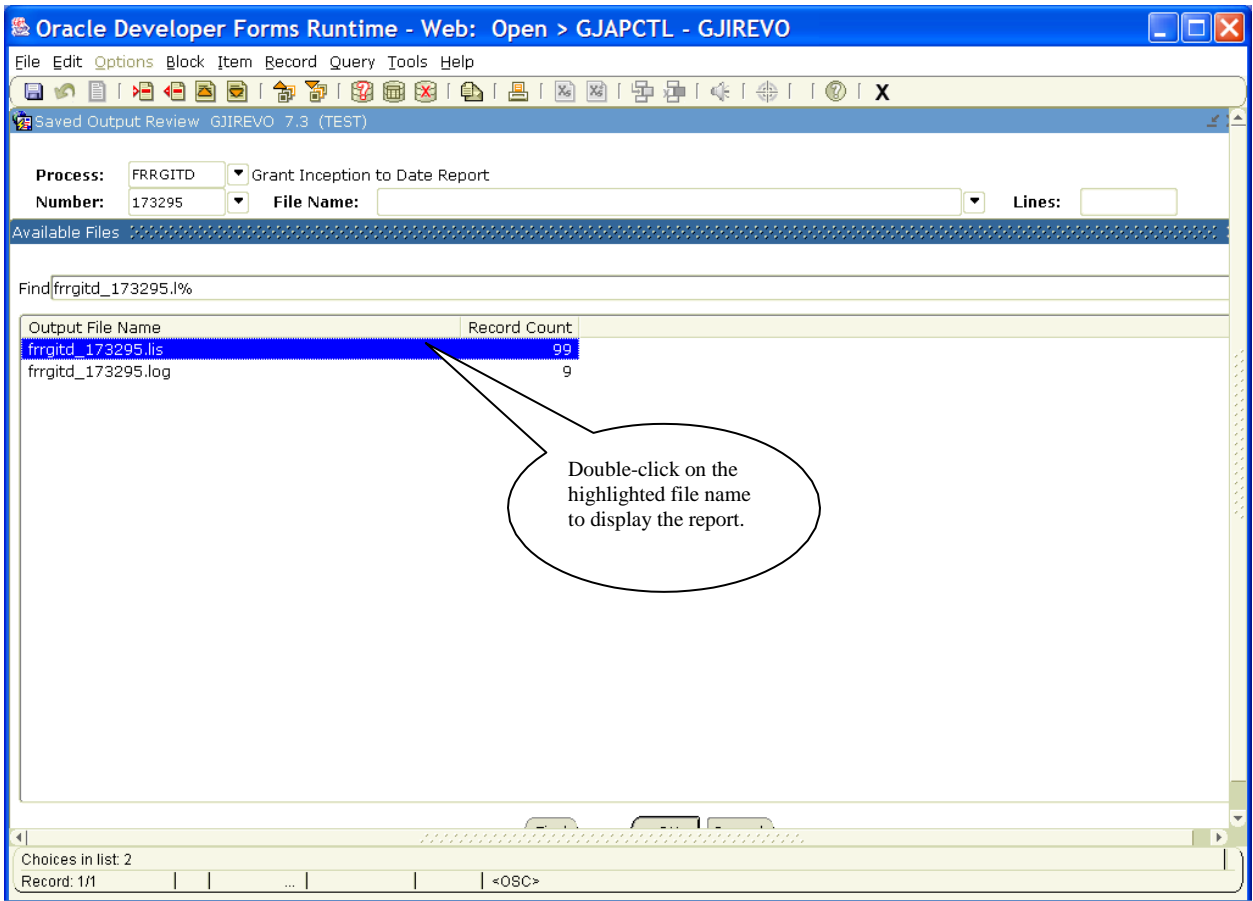 Oracle Developer Forms Runtime - Web: Open > GJAPCTL - GJIREVO
File Edit Options Block Item Record Query Tools Help
X
Saved Output Review GJIREVO 7.3 (TEST)
Process: FRRGITD Grant Inception to Date Report
Number: 173295 File Name: Lines:
Available Files
Find frrgitd_173295.l%
Output File Name Record Count
frrgitd_173295.lis 99
frrgitd_173295.log 9
Double-click on the
highlighted file name
to display the report.
Choices in list: 2
Record: 1/1 ... <OSC>